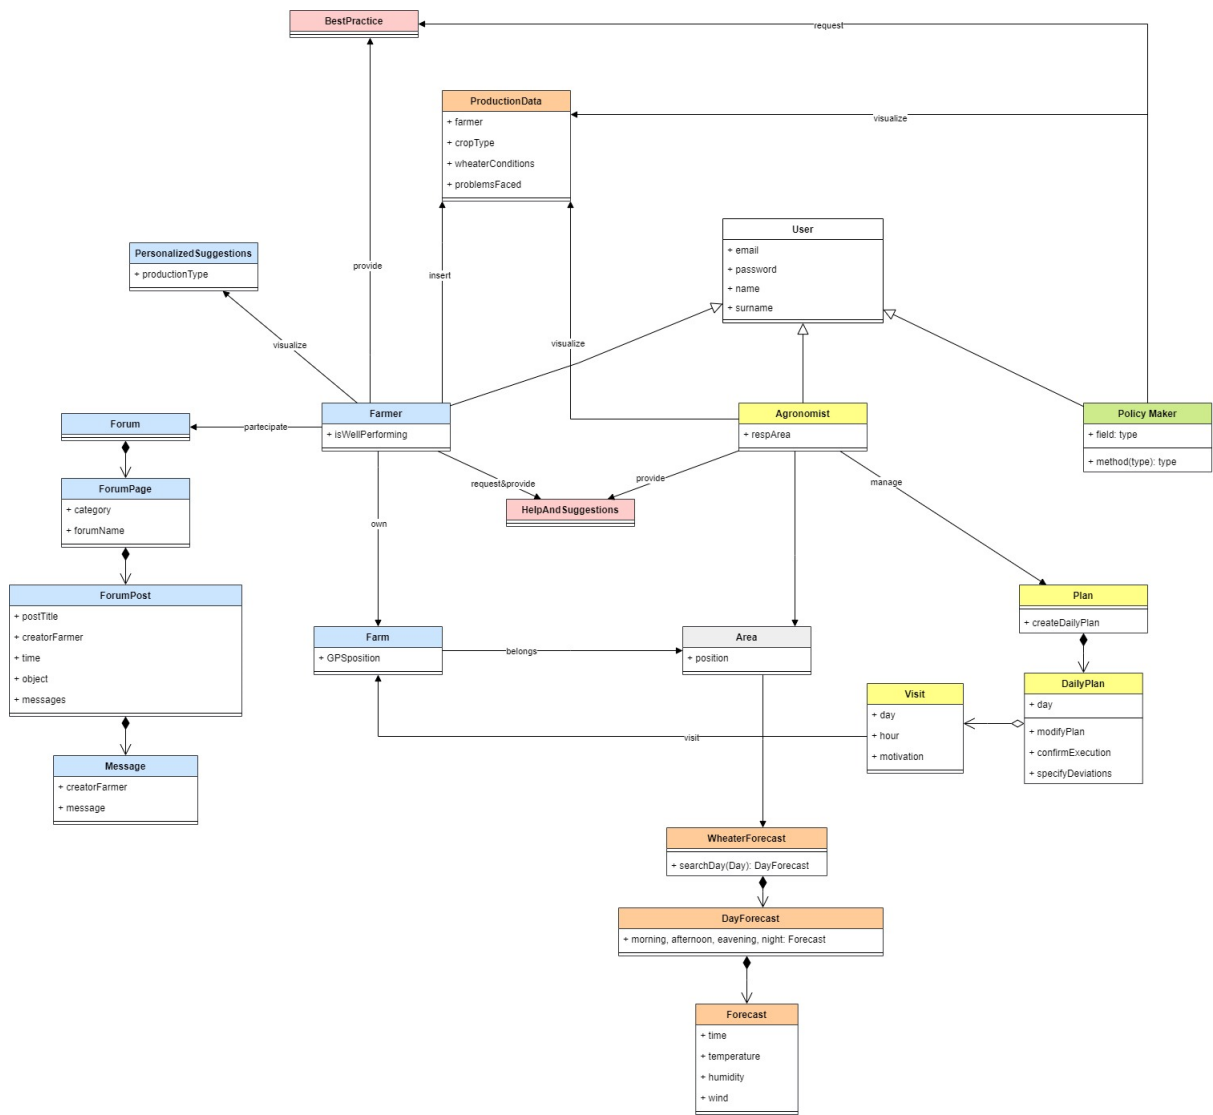 BestPractice
request
ProductionData
+ farmer
+ cropType
+ wheaterConditions
+ problemsFaced
visualize
User
+ email
+ password
+ name
+ surname
PersonalizedSuggestions
+ productionType
provide
insert
visualize
visualize
Forum
partecipate
Farmer
+ isWellPerforming
Agronomist
+ respArea
Policy Maker
+ field: type
+ method(type): type
ForumPage
+ category
+ forumName
request&provide
provide
manage
HelpAndSuggestions
own
ForumPost
+ postTitle
+ creatorFarmer
+ time
+ object
+ messages
Plan
+ createDailyPlan
Farm
+ GPSposition
belongs
Area
+ position
Visit
+ day
+ hour
+ motivation
DailyPlan
+ day
+ modifyPlan
+ confirmExecution
+ specifyDeviations
visit
Message
+ creatorFarmer
+ message
WheaterForecast
+ searchDay(Day): DayForecast
DayForecast
+ morning, afternoon, eavening, night: Forecast
Forecast
+ time
+ temperature
+ humidity
+ wind